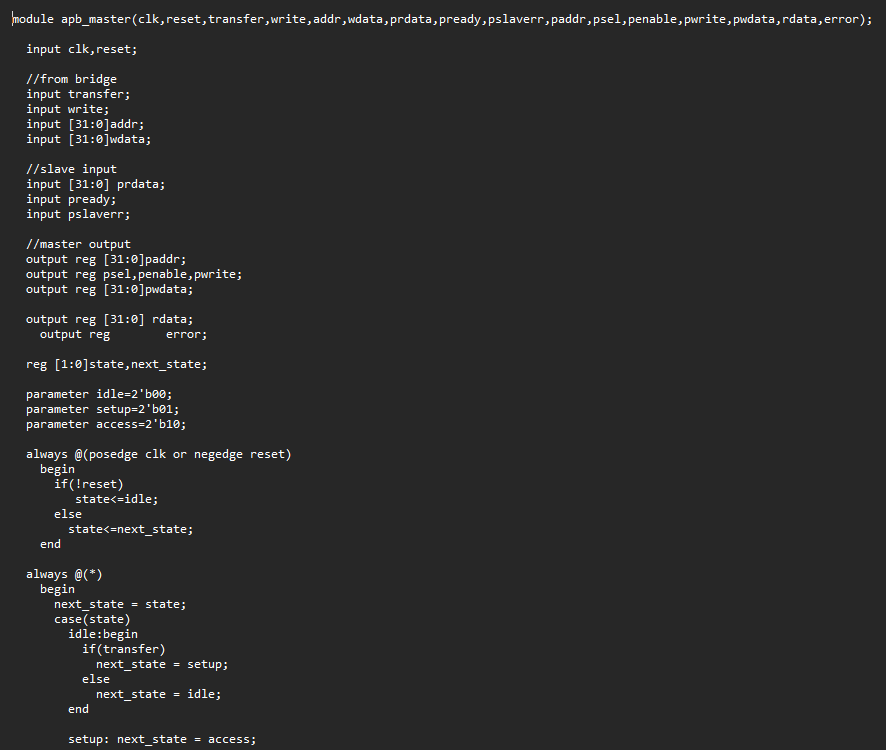 module apb_master(clk,reset,transfer,write,addr,wdata,prdata,pready,pslaverr,paddr,psel,penable,pwrite,pwdata,rdata,error);
input clk,reset;
//from bridge
input transfer;
input write;
input [31:0]addr;
input [31:0]wdata;
//slave input
input [31:0] prdata;
input pready;
input pslaverr;
//master output
output reg [31:0]paddr;
output reg psel,penable,pwrite;
output reg [31:0]pwdata;
output reg [31:0] rdata;
output reg        error;
reg [1:0]state,next_state;
parameter idle=2'b00;
parameter setup=2'b01;
parameter access=2'b10;
always @(posedge clk or negedge reset)
begin
if(!reset)
state<=idle;
else
state<=next_state;
end
always @(*)
begin
next_state = state;
case(state)
idle:begin
if(transfer)
next_state = setup;
else
next_state = idle;
end
setup: next_state = access;